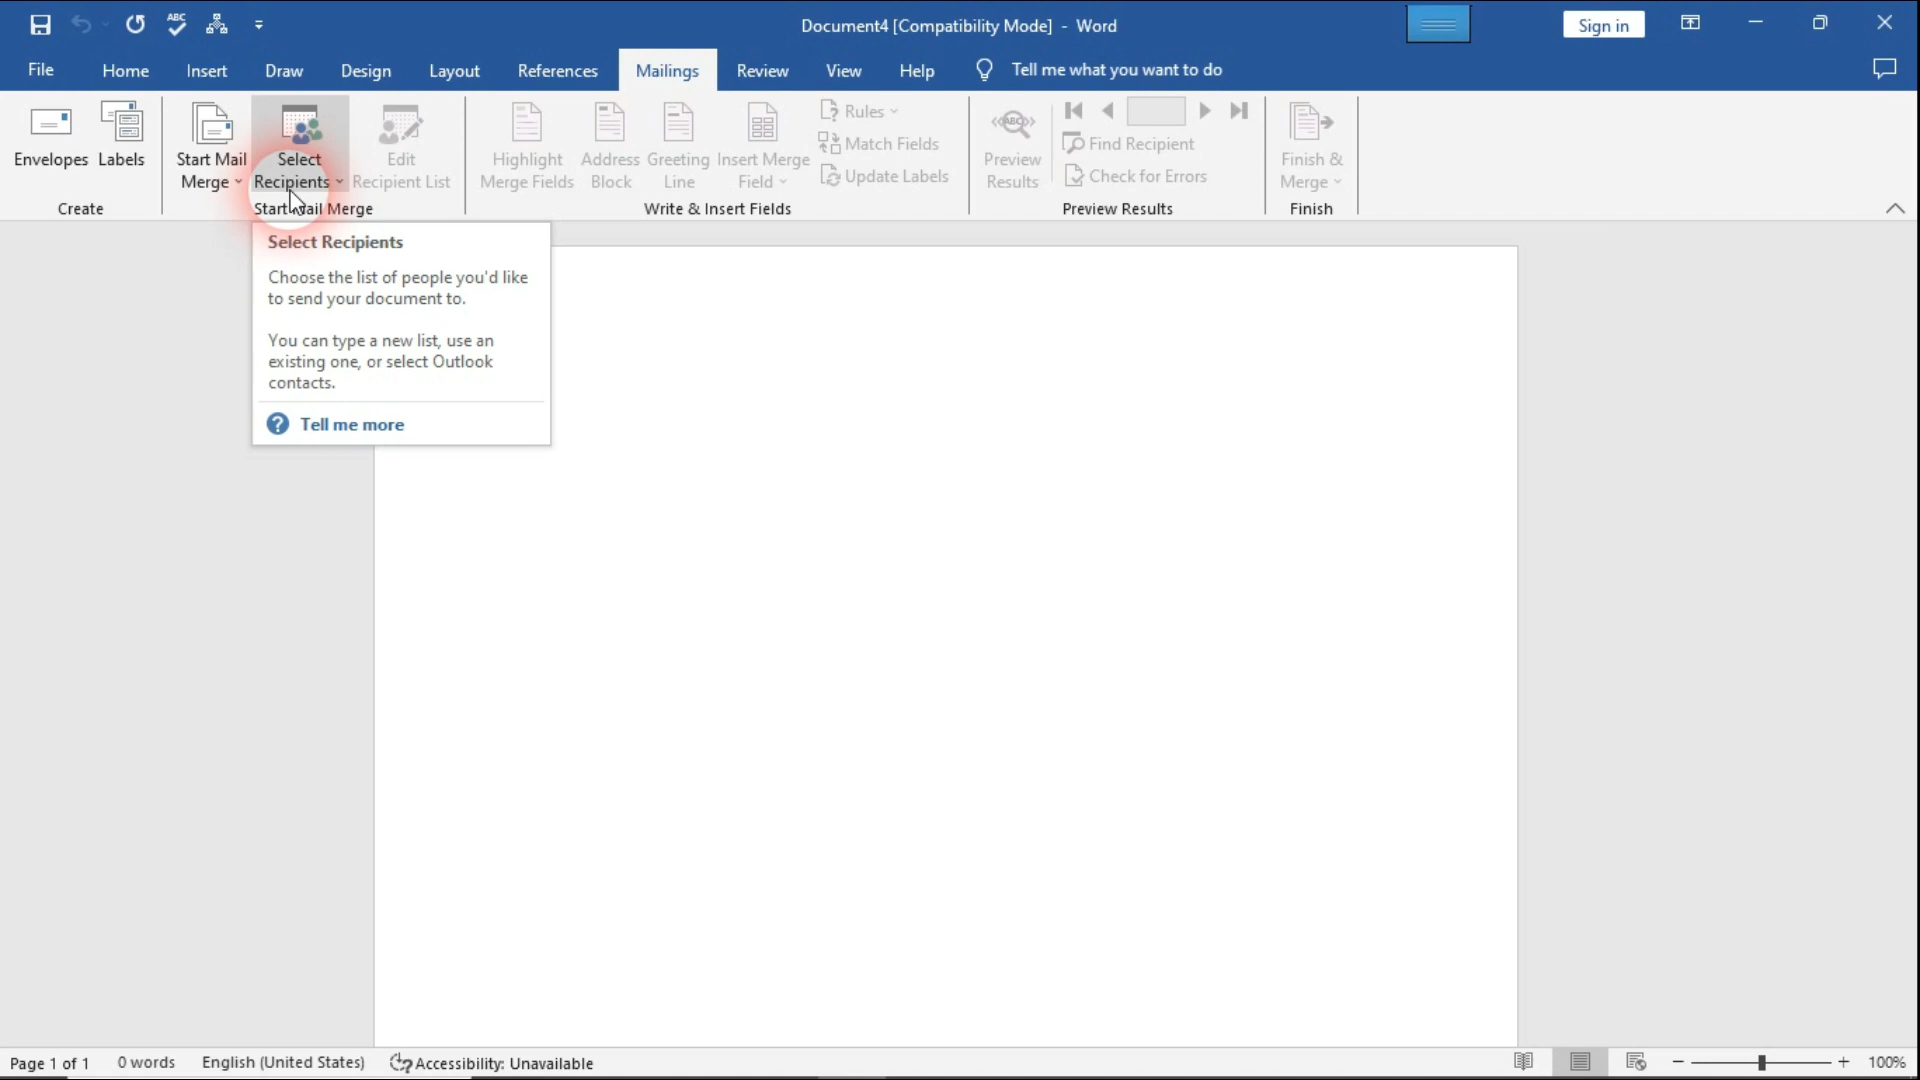 ABC
Document4 [Compatibility Mode] - Word
Sign in
File Home Insert Draw Design Layout References Mailings Review View Help Tell me what you want to do
Envelopes
Labels
Create
Start Mail
Merge
Select
Recipients
Edit
Recipient List
Start Mail Merge
Highlight
Merge Fields
Address
Block
Greeting
Line
Insert Merge
Field
Rules
Match Fields
Update Labels
Write & Insert Fields
ABC
Preview
Results
Find Recipient
Check for Errors
Preview Results
Finish &
Merge
Finish
Select Recipients
Choose the list of people you'd like
to send your document to.
You can type a new list, use an
existing one, or select Outlook
contacts.
? Tell me more
Page 1 of 1 0 words English (United States) Accessibility: Unavailable 100%